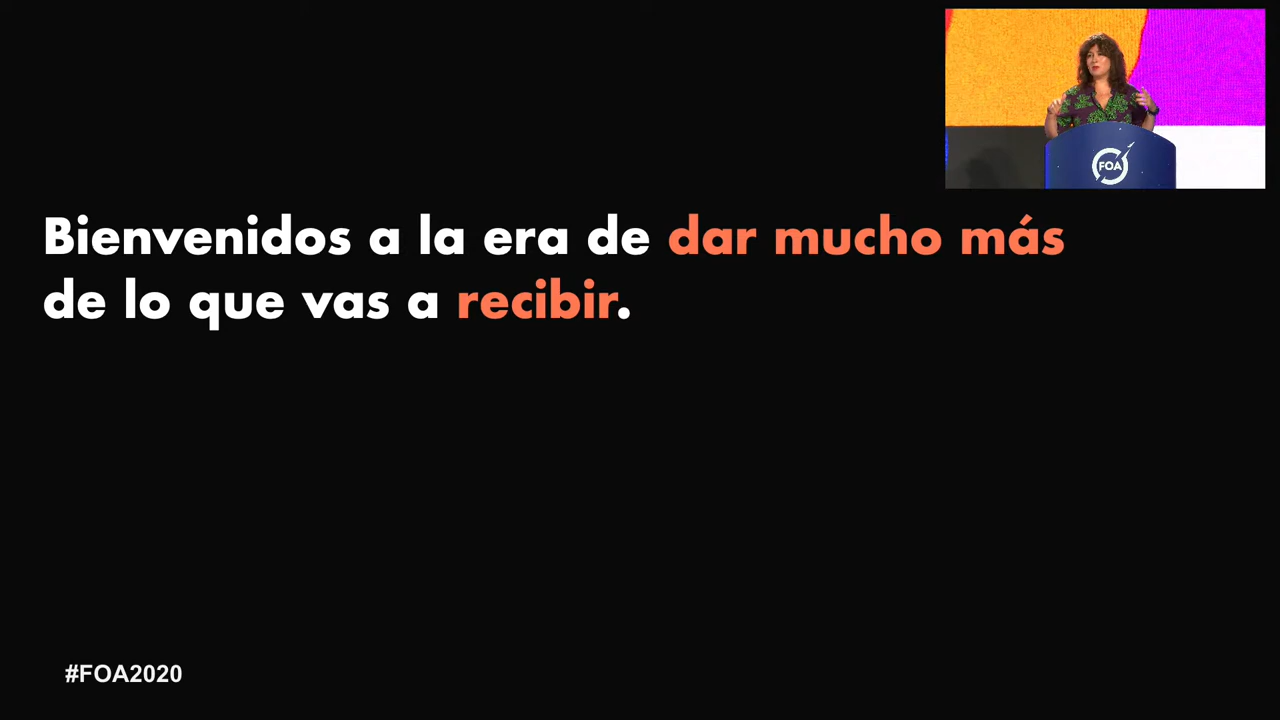 FOA
Bienvenidos a la era de dar mucho más
de lo que vas a recibir.
#FOA2020